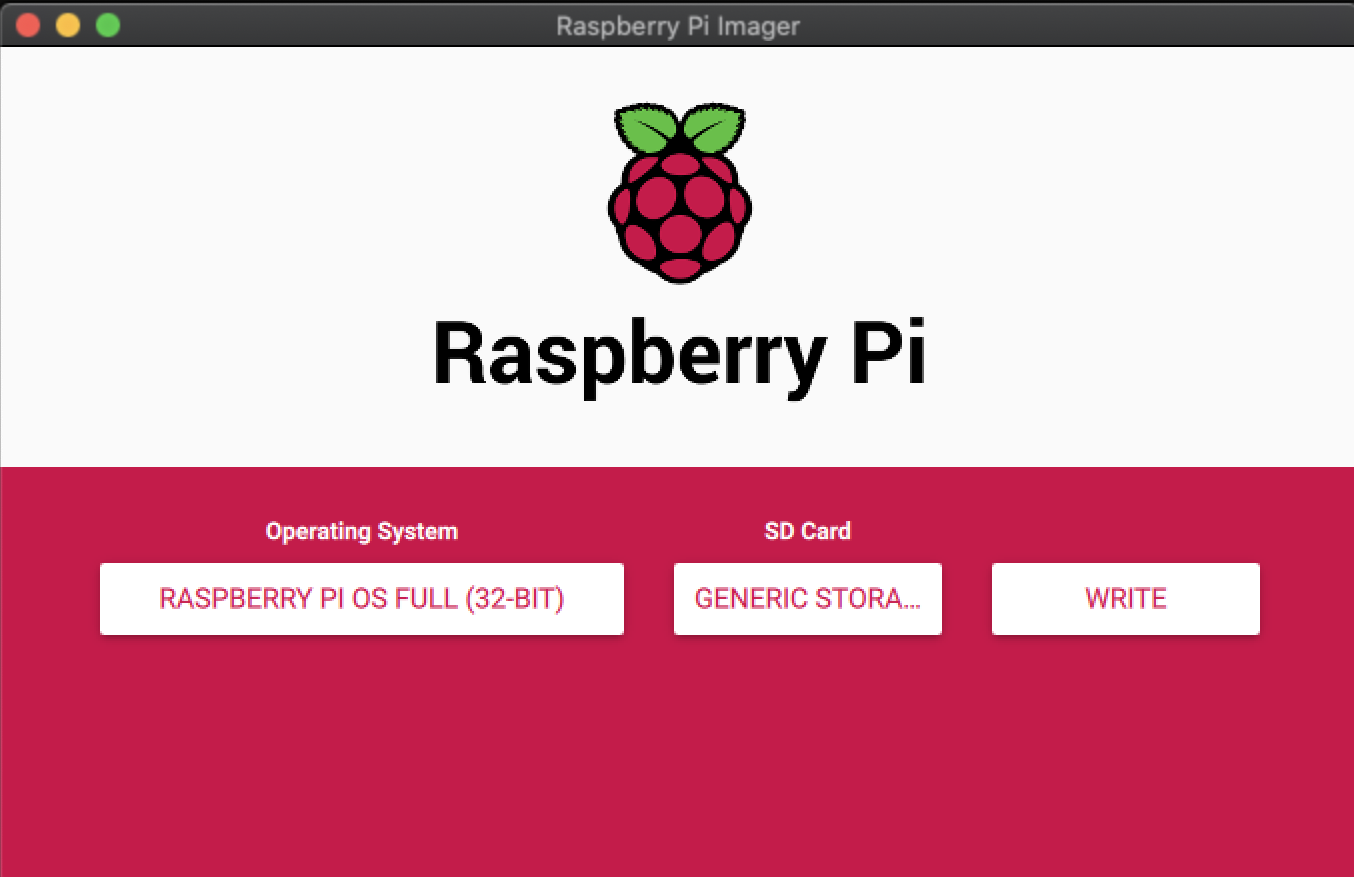 Raspberry Pi Imager
Raspberry Pi
Operating System
SD Card
RASPBERRY PI OS FULL (32-BIT)
GENERIC STORA...
WRITE